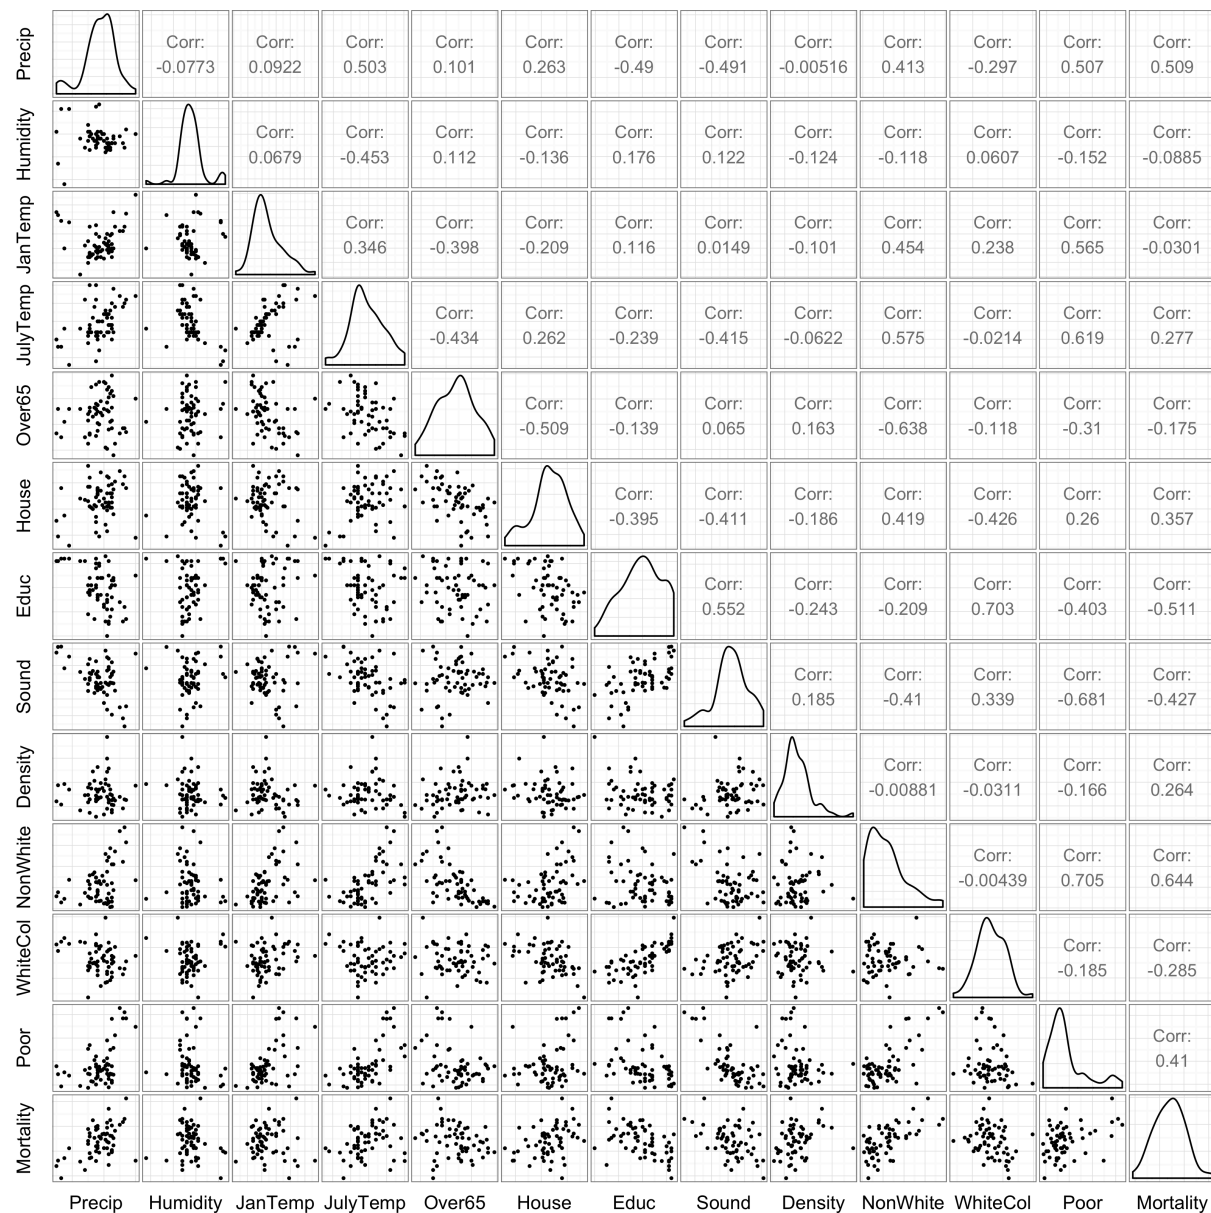 Precip
Corr: Corr: Corr: Corr: Corr: Corr: Corr: Corr: Corr: Corr: Corr: Corr:
-0.0773 0.0922 0.503 0.101 0.263 -0.49 -0.491 -0.00516 0.413 -0.297 0.507 0.509
Humidity
Corr: Corr: Corr: Corr: Corr: Corr: Corr: Corr: Corr: Corr: Corr:
0.0679 -0.453 0.112 -0.136 0.176 0.122 -0.124 -0.118 0.0607 -0.152 -0.0885
JanTemp
Corr: Corr: Corr: Corr: Corr: Corr: Corr: Corr: Corr: Corr:
0.346 -0.398 -0.209 0.116 0.0149 -0.101 0.454 0.238 0.565 -0.0301
JulyTemp
Corr: Corr: Corr: Corr: Corr: Corr: Corr: Corr: Corr:
-0.434 0.262 -0.239 -0.415 -0.0622 0.575 -0.0214 0.619 0.277
Over65
Corr: Corr: Corr: Corr: Corr: Corr: Corr: Corr:
-0.509 -0.139 0.065 0.163 -0.638 -0.118 -0.31 -0.175
House
Corr: Corr: Corr: Corr: Corr: Corr: Corr:
-0.395 -0.411 -0.186 0.419 -0.426 0.26 0.357
Educ
Corr: Corr: Corr: Corr: Corr: Corr:
0.552 -0.243 -0.209 0.703 -0.403 -0.511
Sound
Corr: Corr: Corr: Corr: Corr:
0.185 -0.41 0.339 -0.681 -0.427
Density
Corr: Corr: Corr: Corr:
-0.00881 -0.0311 -0.166 0.264
NonWhite
Corr: Corr: Corr:
-0.00439 0.705 0.644
WhiteCol
Corr: Corr:
-0.185 -0.285
Poor
Corr:
0.41
Mortality
Precip Humidity JanTemp JulyTemp Over65 House Educ Sound Density NonWhite WhiteCol Poor Mortality